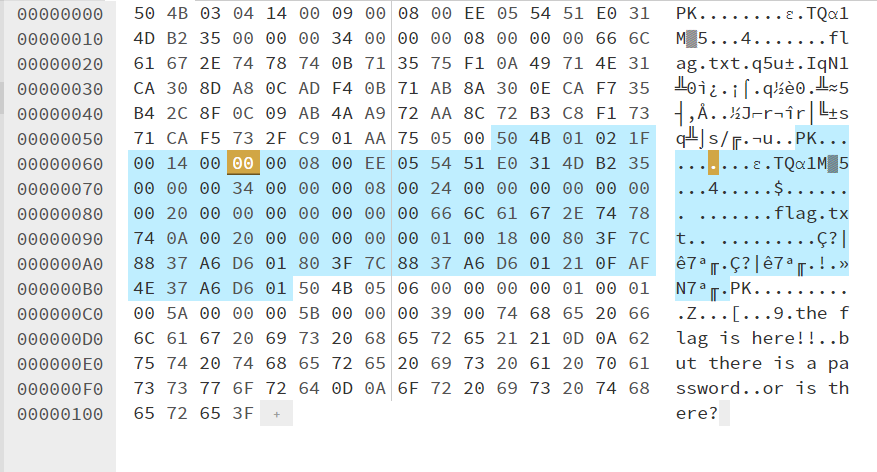 00000000 50 4B 03 04 14 00 09 00 08 00 EE 05 54 51 E0 31 PK........ε.TQα1
00000010 4D B2 35 00 00 00 34 00 00 00 08 00 00 00 66 6C M▓5...4.......fl
00000020 61 67 2E 74 78 74 0B 71 35 75 F1 0A 49 71 4E 31 ag.txt.q5u±.IqN1
00000030 CA 30 8D A8 0C AD F4 0B 71 AB 8A 30 0E CA F7 35 ╩0ì¿.¡⌠.q½è0.╩≈5
00000040 B4 2C 8F 0C 09 AB 4A A9 72 AA 8C 72 B3 C8 F1 73 ┤,Å..½J⌐r¬îr│╚±s
00000050 71 CA F5 73 2F C9 01 AA 75 05 00 50 4B 01 02 1F q╩⌡s/╔.¬u..PK...
00000060 00 14 00 00 00 08 00 EE 05 54 51 E0 31 4D B2 35 .......ε.TQα1M▓5
00000070 00 00 00 34 00 00 00 08 00 24 00 00 00 00 00 00 ...4.....$......
00000080 00 20 00 00 00 00 00 00 00 66 6C 61 67 2E 74 78 . .......flag.tx
00000090 74 0A 00 20 00 00 00 00 00 01 00 18 00 80 3F 7C t.. .........Ç?|
000000A0 88 37 A6 D6 01 80 3F 7C 88 37 A6 D6 01 21 0F AF ê7ª╓.Ç?|ê7ª╓.!.»
000000B0 4E 37 A6 D6 01 50 4B 05 06 00 00 00 00 01 00 01 N7ª╓.PK.........
000000C0 00 5A 00 00 00 5B 00 00 00 39 00 74 68 65 20 66 .Z...[...9.the f
000000D0 6C 61 67 20 69 73 20 68 65 72 65 21 21 0D 0A 62 lag is here!!..b
000000E0 75 74 20 74 68 65 72 65 20 69 73 20 61 20 70 61 ut there is a pa
000000F0 73 73 77 6F 72 64 0D 0A 6F 72 20 69 73 20 74 68 ssword..or is th
00000100 65 72 65 3F + ere?